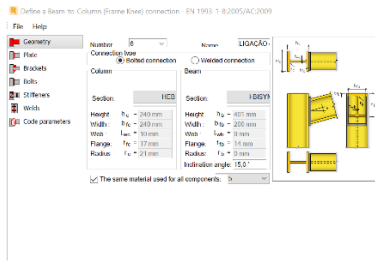 Define a Beam-to-Column (Frame Knee) connection - EN 1993-1-8:2005/AC:2009
File Help
Geometry
Plate
Brackets
Bolts
Stiffeners
Welds
Code parameters
Number 6 Name LIGAÇÃO
Connection type
Bolted connection Welded connection
Column Beam
Section: HEB Section: I-BISYM
Height = 240 mm Height = 401 mm
Width: = 240 mm Width: = 200 mm
Web = 10 mm Web = 9 mm
Flange: = 17 mm Flange: = 14 mm
Radius = 21 mm Radius: = 0 mm
Inclination angle: 15,0 °
The same material used for all components: